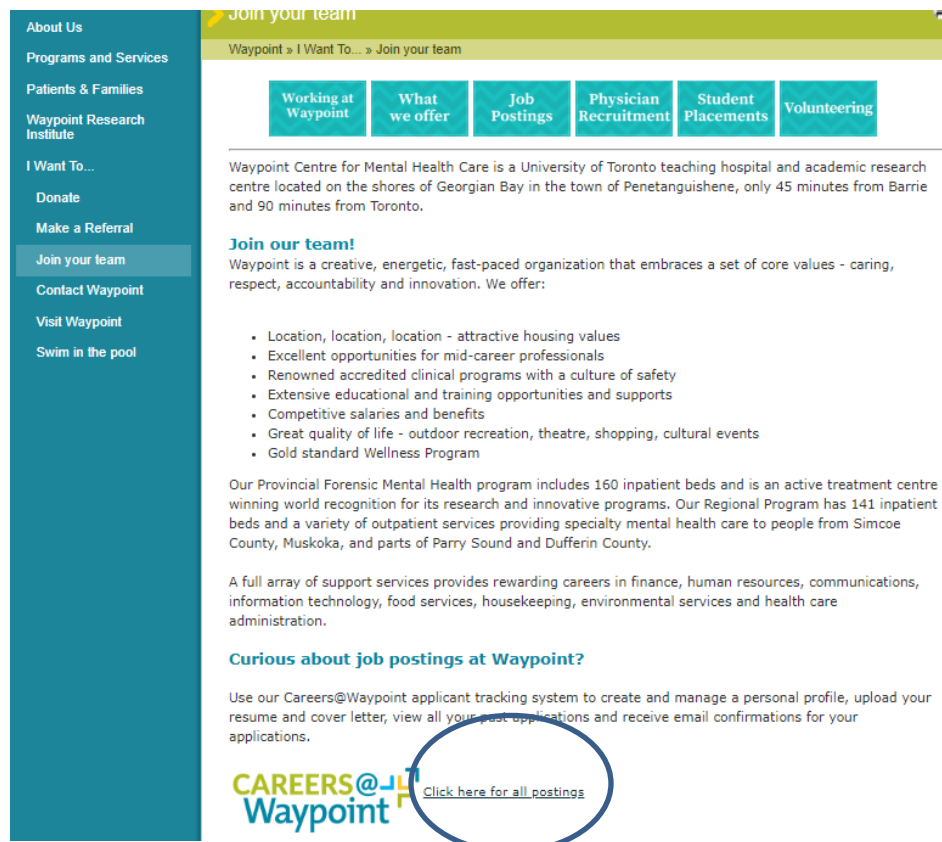 About Us
Programs and Services
Patients & Families
Waypoint Research
Institute
I Want To...
Donate
Make a Referral
Join your team
Contact Waypoint
Visit Waypoint
Swim in the pool
Join your team
Waypoint » I Want To... » Join your team
Working at
Waypoint
What
we offer
Job
Postings
Physician
Recruitment
Student
Placements
Volunteering
Waypoint Centre for Mental Health Care is a University of Toronto teaching hospital and academic research
centre located on the shores of Georgian Bay in the town of Penetanguishene, only 45 minutes from Barrie
and 90 minutes from Toronto.
Join our team!
Waypoint is a creative, energetic, fast-paced organization that embraces a set of core values - caring,
respect, accountability and innovation. We offer:
• Location, location, location - attractive housing values
• Excellent opportunities for mid-career professionals
• Renowned accredited clinical programs with a culture of safety
• Extensive educational and training opportunities and supports
• Competitive salaries and benefits
• Great quality of life - outdoor recreation, theatre, shopping, cultural events
• Gold standard Wellness Program
Our Provincial Forensic Mental Health program includes 160 inpatient beds and is an active treatment centre
winning world recognition for its research and innovative programs. Our Regional Program has 141 inpatient
beds and a variety of outpatient services providing specialty mental health care to people from Simcoe
County, Muskoka, and parts of Parry Sound and Dufferin County.
A full array of support services provides rewarding careers in finance, human resources, communications,
information technology, food services, housekeeping, environmental services and health care
administration.
Curious about job postings at Waypoint?
Use our Careers@Waypoint applicant tracking system to create and manage a personal profile, upload your
resume and cover letter, view all your past applications and receive email confirmations for your
applications.
CAREERS@
Waypoint
Click here for all postings